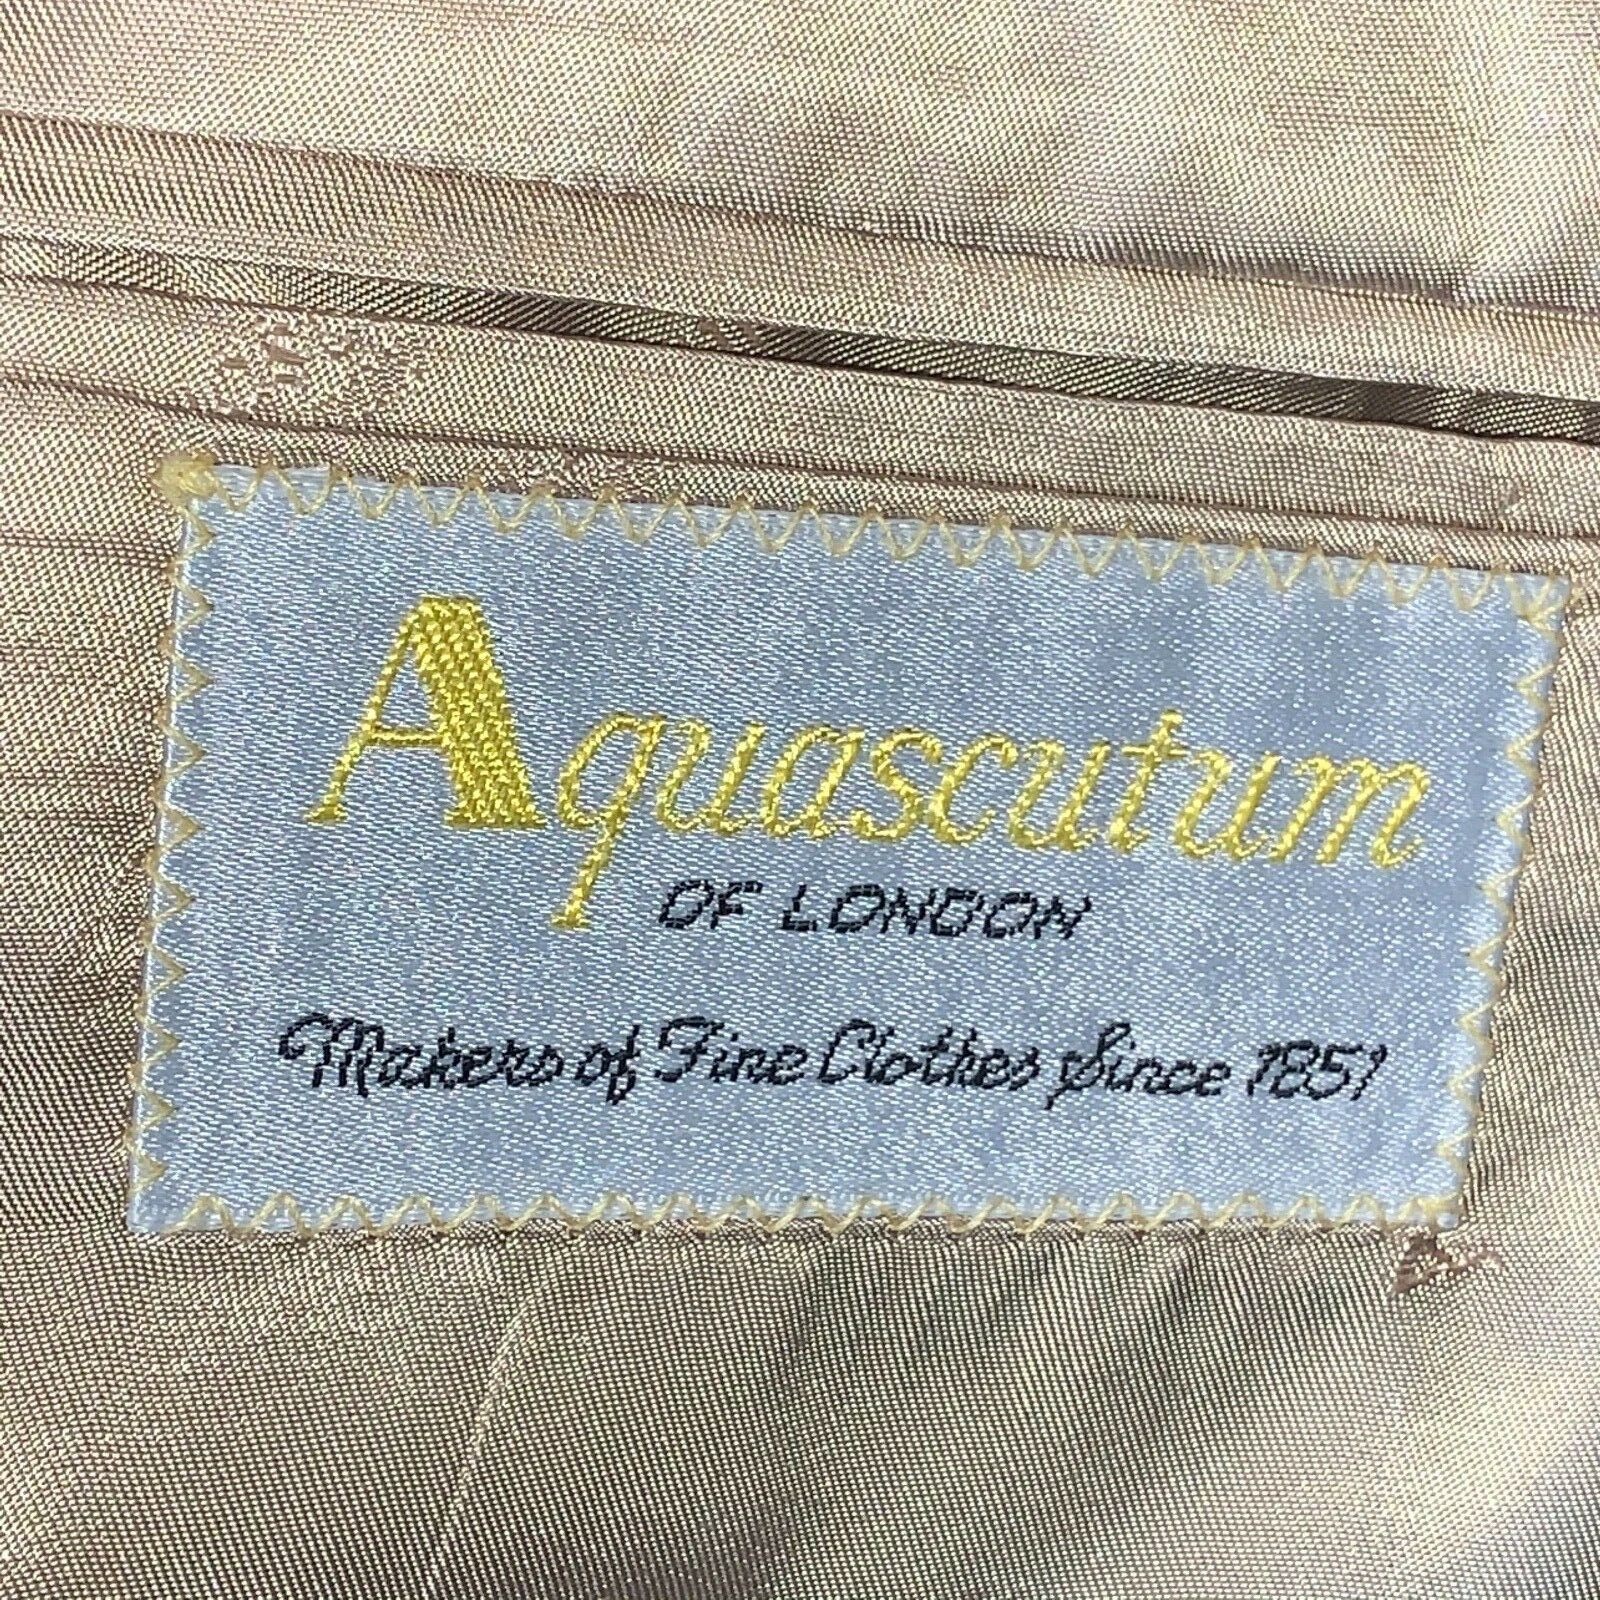 Aquascutum
OF LONDON
Makers of Fine Clothes Since 1851